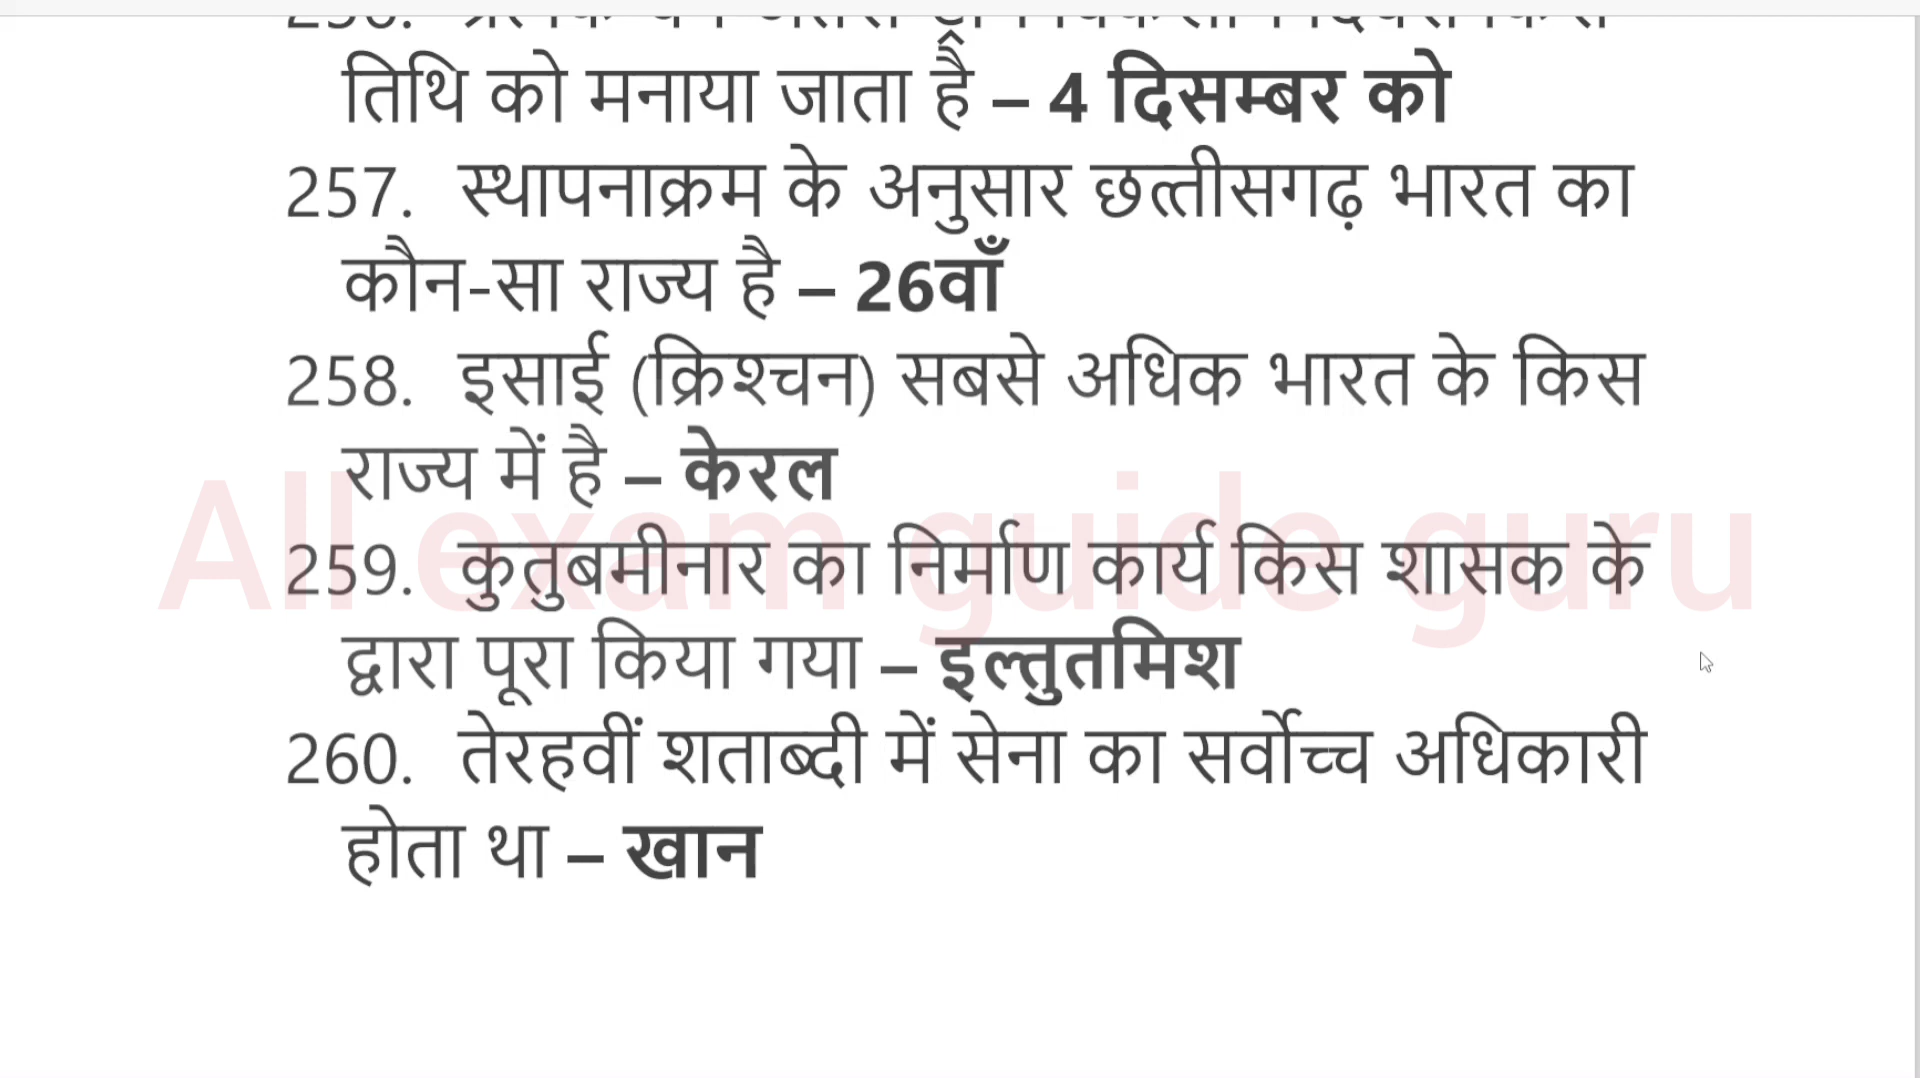 तिथि को मनाया जाता है – 4 दिसम्बर को
257. स्थापनाक्रम के अनुसार छत्तीसगढ़ भारत का
कौन-सा राज्य है – 26वाँ
258. इसाई (क्रिश्चन) सबसे अधिक भारत के किस
राज्य में है – केरल
All exam guide guru
259. कुतुबमीनार का निर्माण कार्य किस शासक के
द्वारा पूरा किया गया – इल्तुतमिश
260. तेरहवीं शताब्दी में सेना का सर्वोच्च अधिकारी
होता था – खान